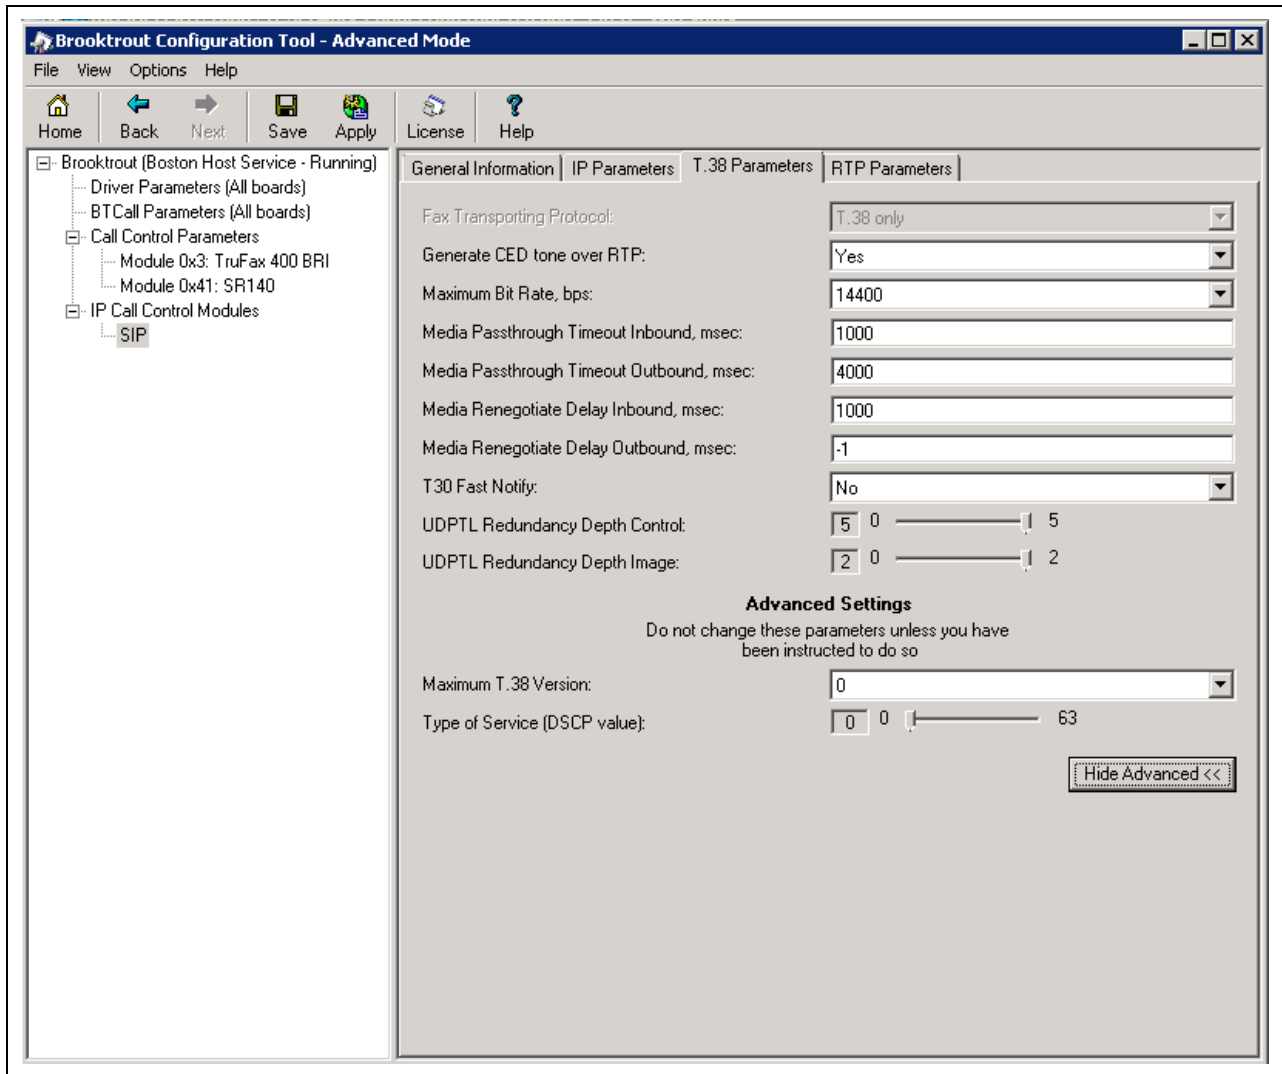 Brooktrout Configuration Tool - Advanced Mode
File View Options Help
Home Back Next Save Apply License Help
Brooktrout (Boston Host Service - Running)
Driver Parameters (All boards)
BTCall Parameters (All boards)
Call Control Parameters
Module 0x3: TruFax 400 BRI
Module 0x41: SR140
IP Call Control Modules
SIP
General Information IP Parameters T.38 Parameters RTP Parameters
Fax Transporting Protocol: T.38 only
Generate CED tone over RTP: Yes
Maximum Bit Rate, bps: 14400
Media Passthrough Timeout Inbound, msec: 1000
Media Passthrough Timeout Outbound, msec: 4000
Media Renegotiate Delay Inbound, msec: 1000
Media Renegotiate Delay Outbound, msec: -1
T30 Fast Notify: No
UDPTL Redundancy Depth Control: 5 0 5
UDPTL Redundancy Depth Image: 2 0 2
Advanced Settings
Do not change these parameters unless you have
been instructed to do so
Maximum T.38 Version: 0
Type of Service (DSCP value): 0 0 63
Hide Advanced <<